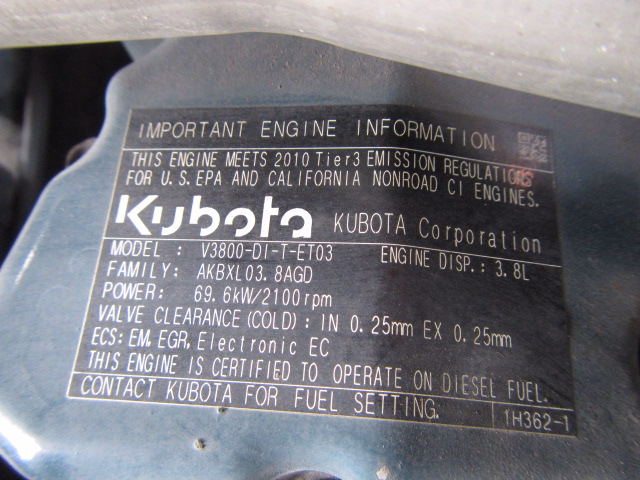 IMPORTANT ENGINE INFORMATION
THIS ENGINE MEETS 2010 Tier3 EMISSION REGULATIONS
FOR U.S. EPA AND CALIFORNIA NONROAD CI ENGINES.
Kubota KUBOTA Corporation
MODEL : V3800-DI-T-ET03 ENGINE DISP.: 3.8L
FAMILY: AKBXL03.8AGD
POWER: 69.6kW/2100rpm
VALVE CLEARANCE(COLD): IN 0.25mm EX 0.25mm
ECS: EM, EGR, Electronic EC
THIS ENGINE IS CERTIFIED TO OPERATE ON DIESEL FUEL.
CONTACT KUBOTA FOR FUEL SETTING. 1H362-1